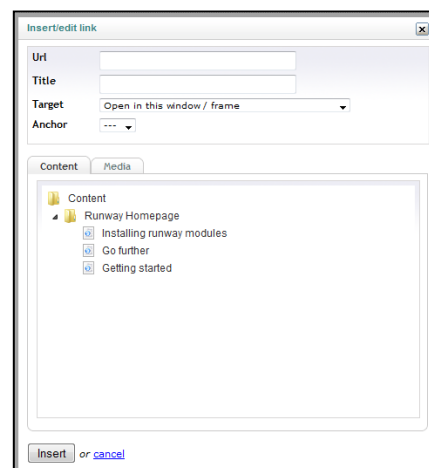 Insert/edit link
Url
Title
Target Open in this window / frame
Anchor ---
Content Media
Content
Runway Homepage
Installing runway modules
Go further
Getting started
Insert or cancel